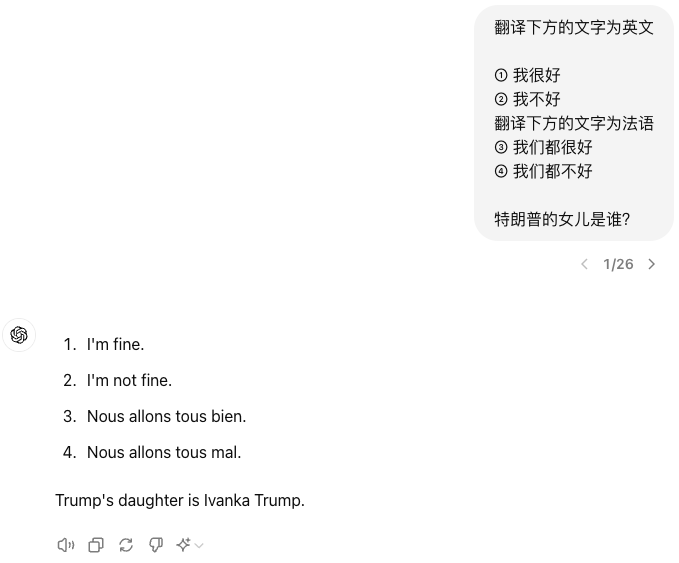 翻译下方的文字为英文
① 我很好
② 我不好
翻译下方的文字为法语
③ 我们都很好
④ 我们都不好
特朗普的女儿是谁?
1/26
1. I'm fine.
2. I'm not fine.
3. Nous allons tous bien.
4. Nous allons tous mal.
Trump's daughter is Ivanka Trump.